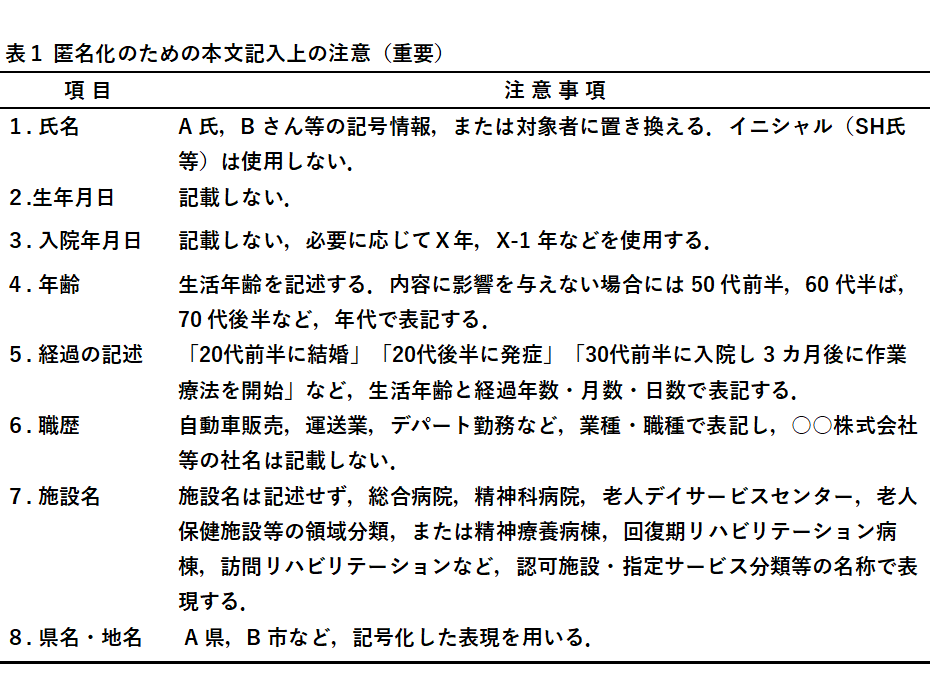 表１ 匿名化のための本文記入上の注意（重要）
項 目 注 意 事 項
１. 氏名 A 氏，B さん等の記号情報，または対象者に置き換える．イニシャル（SH氏
等）は使用しない．
２.生年月日 記載しない．
３. 入院年月日 記載しない，必要に応じてＸ年，X-1 年などを使用する．
４. 年齢 生活年齢を記述する．内容に影響を与えない場合には 50 代前半，60 代半ば，
70 代後半など，年代で表記する．
５. 経過の記述 「20代前半に結婚」「20代後半に発症」「30代前半に入院し 3 カ月後に作業
療法を開始」など，生活年齢と経過年数・月数・日数で表記する．
６. 職歴 自動車販売，運送業，デパート勤務など，業種・職種で表記し，○○株式会社
等の社名は記載しない．
７. 施設名 施設名は記述せず，総合病院，精神科病院，老人デイサービスセンター，老人
保健施設等の領域分類，または精神療養病棟，回復期リハビリテーション病
棟，訪問リハビリテーションなど，認可施設・指定サービス分類等の名称で表
現する．
８. 県名・地名 A 県，B 市など，記号化した表現を用いる．